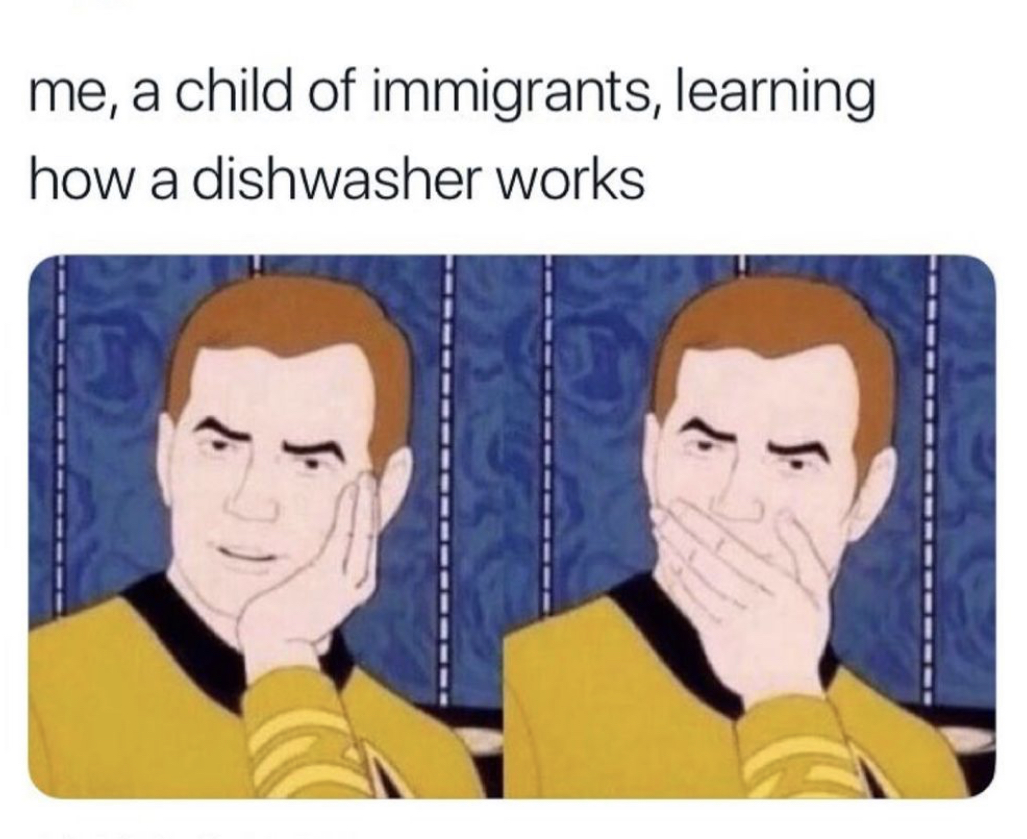 me, a child of immigrants, learning
how a dishwasher works